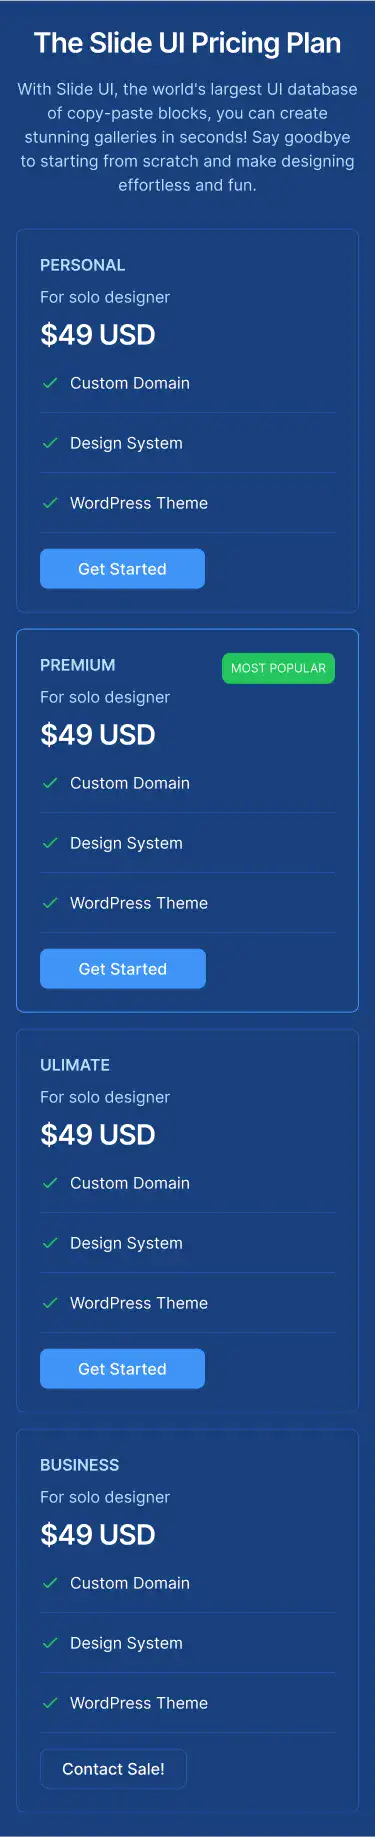 The Slide UI Pricing Plan
With Slide UI, the world's largest UI database
of copy-paste blocks, you can create
stunning galleries in seconds! Say goodbye
to starting from scratch and make designing
effortless and fun.
PERSONAL
For solo designer
$49 USD
Custom Domain
Design System
WordPress Theme
Get Started
PREMIUM
MOST POPULAR
For solo designer
$49 USD
Custom Domain
Design System
WordPress Theme
Get Started
ULIMATE
For solo designer
$49 USD
Custom Domain
Design System
WordPress Theme
Get Started
BUSINESS
For solo designer
$49 USD
Custom Domain
Design System
WordPress Theme
Contact Sale!